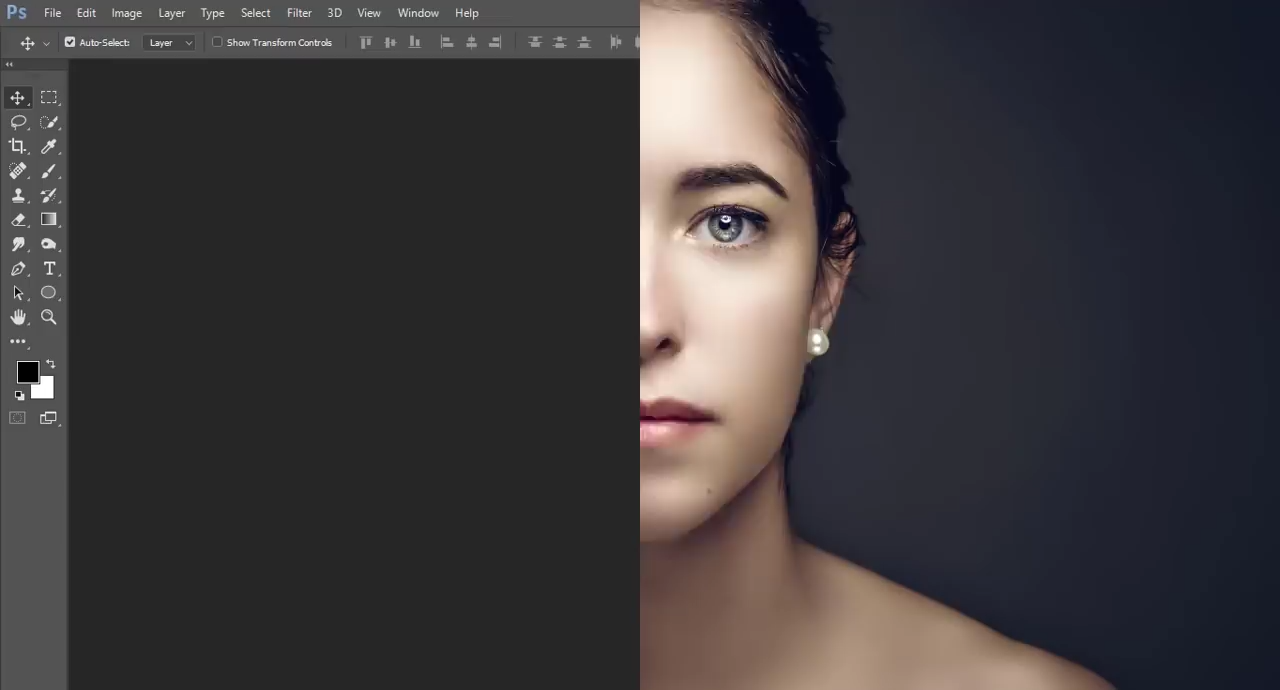 Ps File Edit Image Layer Type Select Filter 3D View Window Help
Auto-Select: Layer Show Transform Controls
T